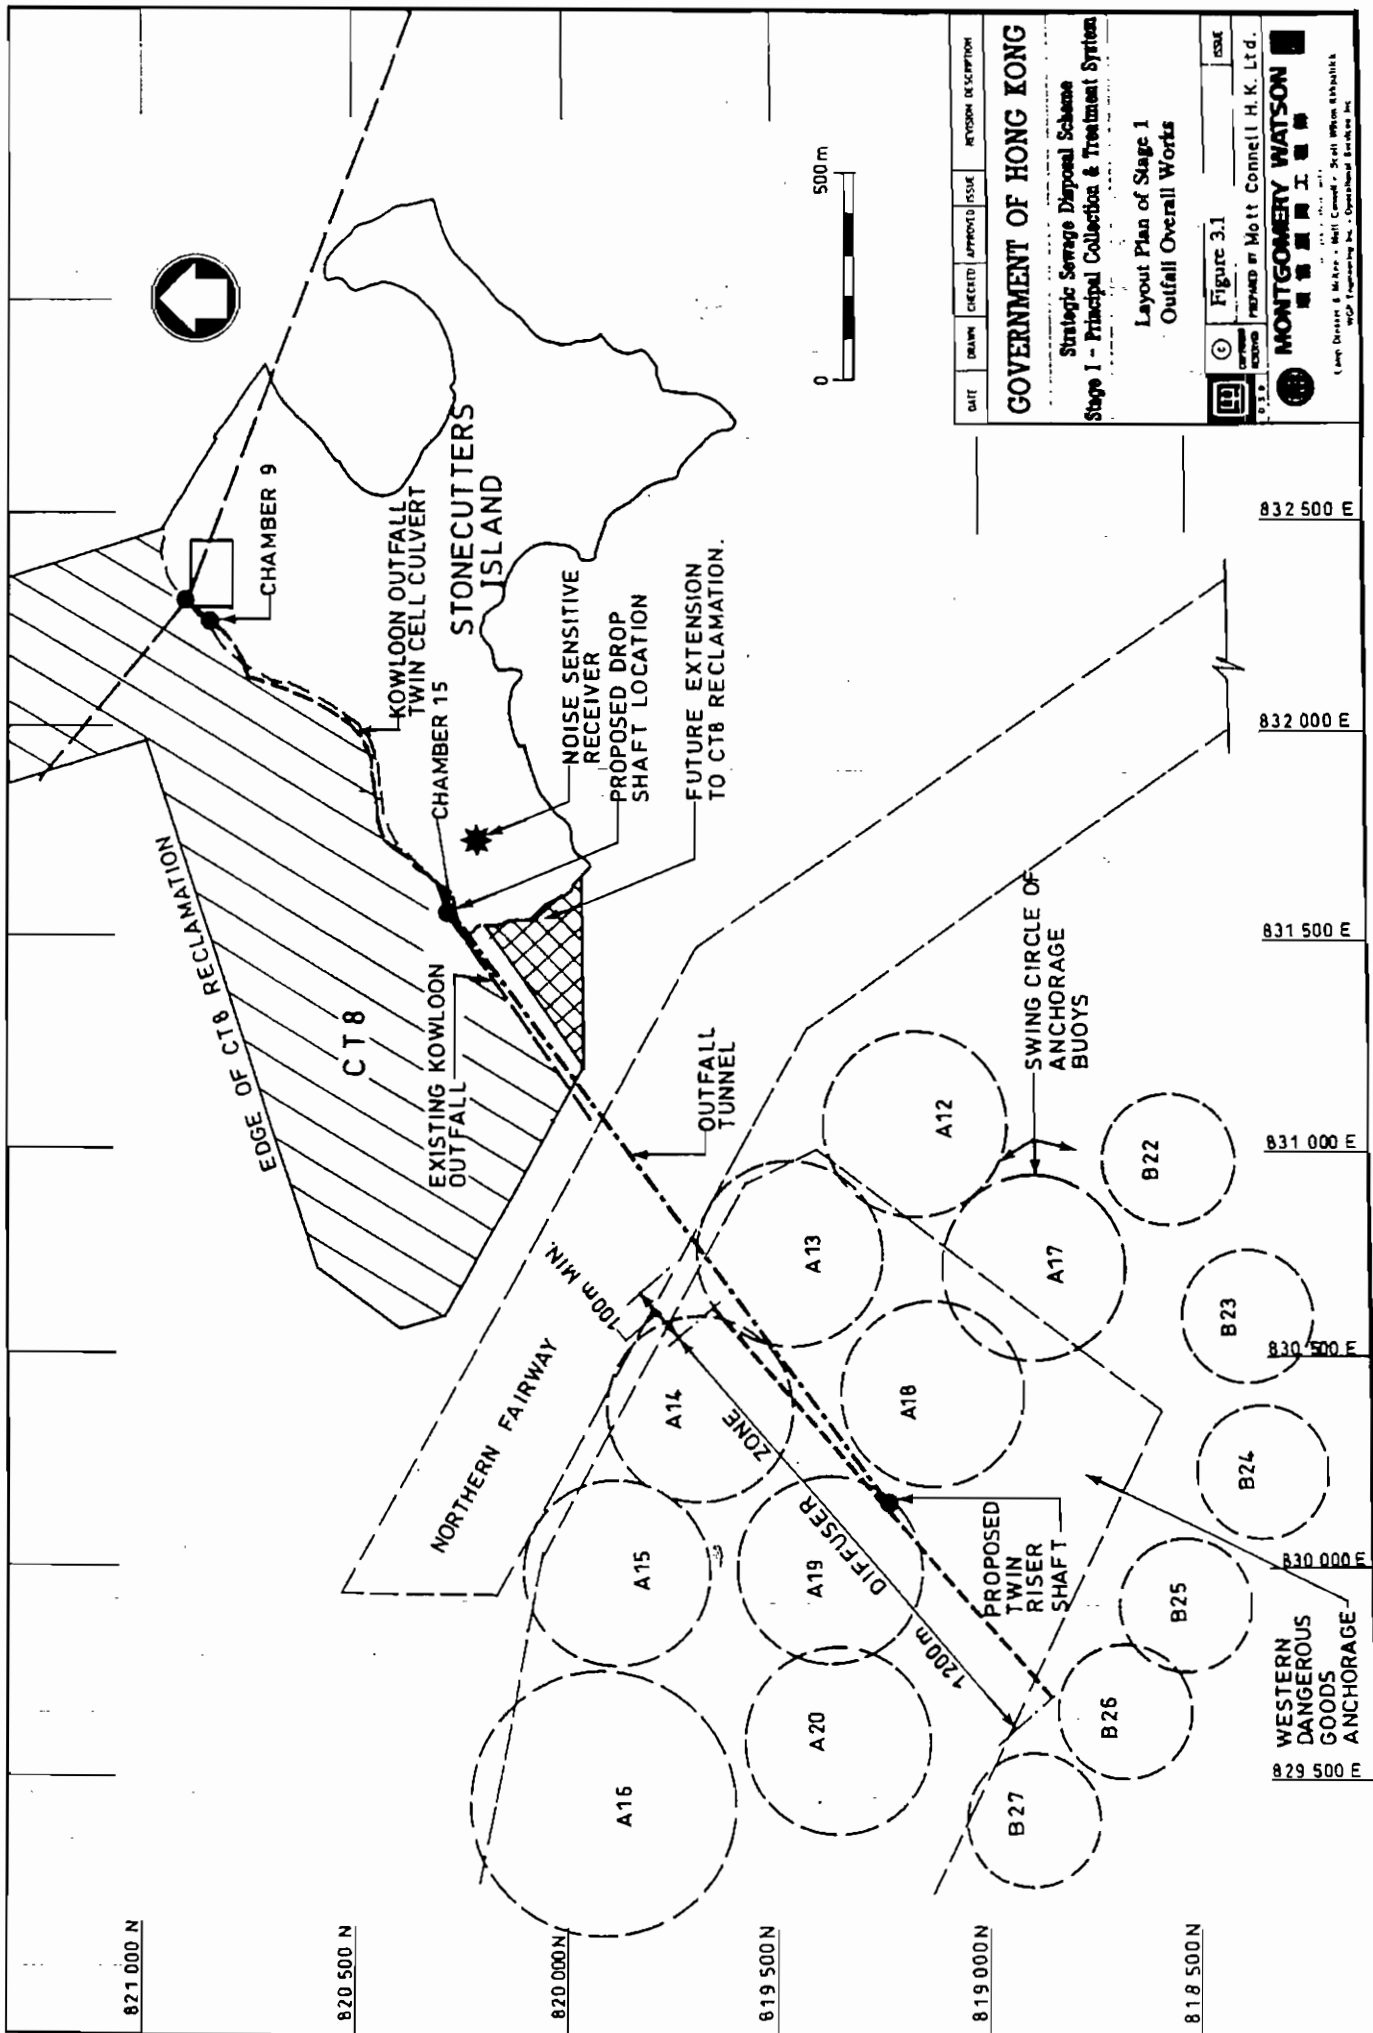 821 000 N
820 500 N
820 000 N
819 500 N
819 000 N
818 500 N
829 500 E
830 000 E
830 500 E
831 000 E
831 500 E
832 000 E
832 500 E
EDGE OF CT8 RECLAMATION
CT8
CHAMBER 9
KOWLOON OUTFALL
TWIN CELL CULVERT
CHAMBER 15
STONECUTTERS
ISLAND
NOISE SENSITIVE
RECEIVER
PROPOSED DROP
SHAFT LOCATION
FUTURE EXTENSION
TO CT8 RECLAMATION.
EXISTING KOWLOON
OUTFALL
OUTFALL
TUNNEL
NORTHERN FAIRWAY
100m MIN.
1200m
DIFFUSER
ZONE
PROPOSED
TWIN
RISER
SHAFT
SWING CIRCLE OF
ANCHORAGE
BUOYS
WESTERN
DANGEROUS
GOODS
ANCHORAGE
A16
A15
A14
A13
A12
A20
A19
A18
A17
B27
B26
B25
B24
B23
B22
0
500 m
DATE DRAWN CHECKED APPROVED ISSUE REVISION DESCRIPTION
GOVERNMENT OF HONG KONG
Strategic Sewage Disposal Scheme
Stage I - Principal Collection & Treatment System
Layout Plan of Stage 1
Outfall Overall Works
Figure 3.1
ISSUE
C
COPYRIGHT
RESERVED
PREPARED BY Mott Connell H.K. Ltd.
MONTGOMERY WATSON